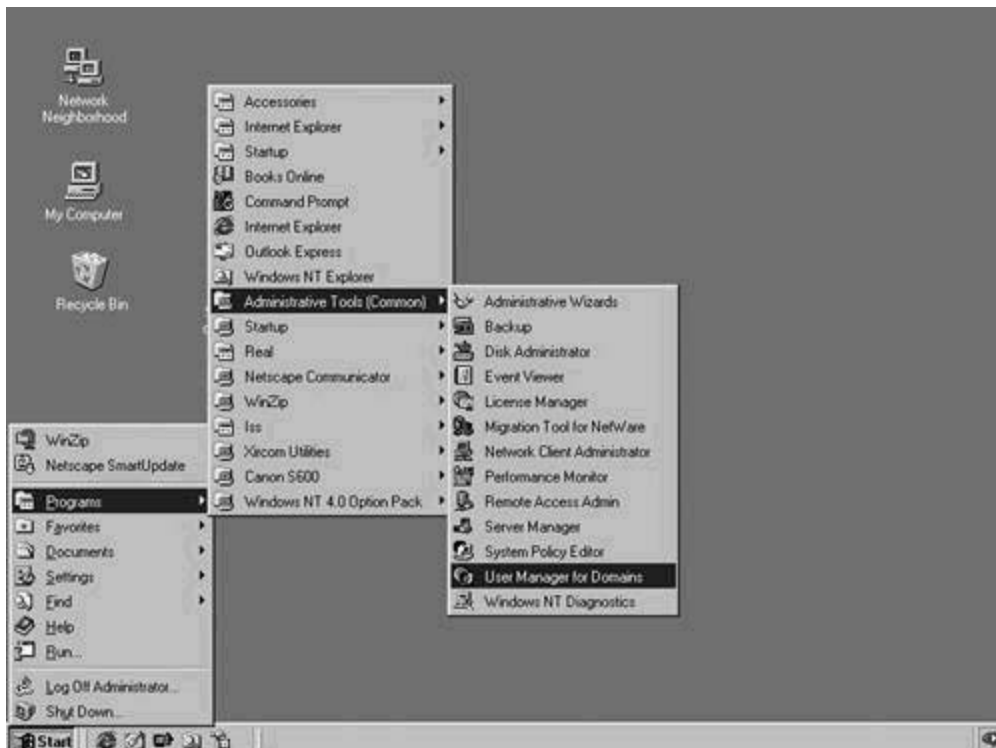 Network
Neighborhood
My Computer
Recycle Bin
Accessories
Internet Explorer
Startup
Books Online
Command Prompt
Internet Explorer
Outlook Express
Windows NT Explorer
Administrative Tools (Common)
Startup
Real
Netscape Communicator
WinZip
Iss
Xircom Utilities
Canon S600
Windows NT 4.0 Option Pack
Administrative Wizards
Backup
Disk Administrator
Event Viewer
License Manager
Migration Tool for NetWare
Network Client Administrator
Performance Monitor
Remote Access Admin
Server Manager
System Policy Editor
User Manager for Domains
Windows NT Diagnostics
WinZip
Netscape SmartUpdate
Programs
Favorites
Documents
Settings
Find
Help
Run...
Log Off Administrator...
Shut Down...
Start